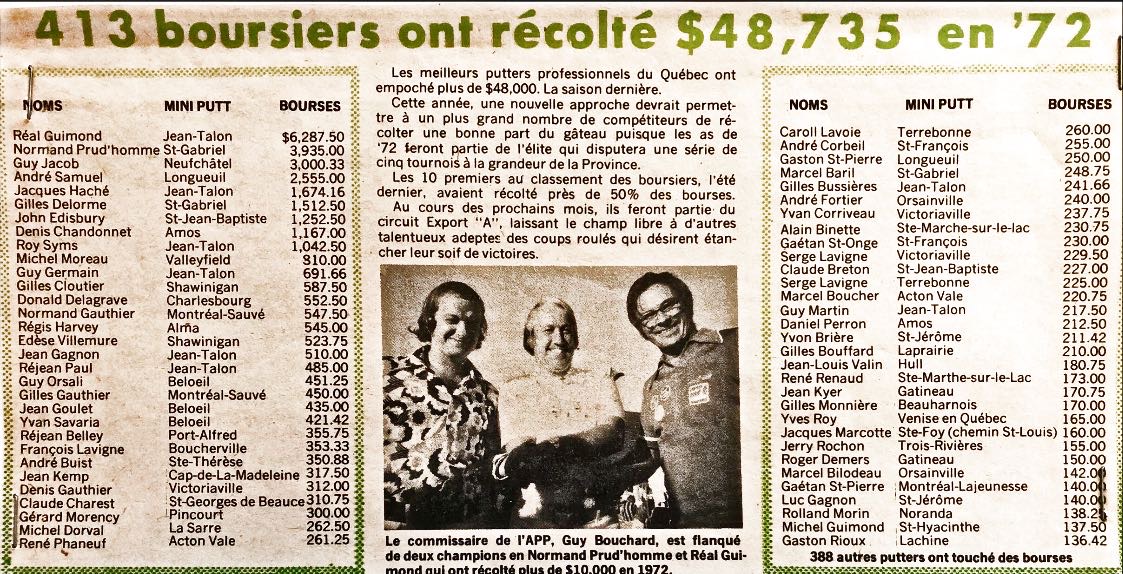 413 boursiers ont récolté $48,735 en '72
NOMS MINI PUTT BOURSES
Réal Guimond Jean-Talon $6,287.50
Normand Prud'homme St-Gabriel 3,935.00
Guy Jacob Neufchâtel 3,000.33
André Samuel Longueuil 2,555.00
Jacques Haché Jean-Talon 1,674.16
Gilles Delorme St-Gabriel 1,512.50
John Edisbury St-Jean-Baptiste 1,252.50
Denis Chandonnet Amos 1,167.00
Roy Syms Jean-Talon 1,042.50
Michel Moreau Valleyfield 810.00
Guy Germain Jean-Talon 691.66
Gilles Cloutier Shawinigan 587.50
Donald Delagrave Charlesbourg 552.50
Normand Gauthier Montréal-Sauvé 547.50
Régis Harvey Alma 545.00
Edèse Villemure Shawinigan 523.75
Jean Gagnon Jean-Talon 510.00
Réjean Paul Jean-Talon 485.00
Guy Orsali Beloeil 451.25
Gilles Gauthier Montréal-Sauvé 450.00
Jean Goulet Beloeil 435.00
Yvan Savaria Beloeil 421.42
Réjean Belley Port-Alfred 355.75
François Lavigne Boucherville 353.33
André Buist Ste-Thérèse 350.88
Jean Kemp Cap-de-La-Madeleine 317.50
Denis Gauthier Victoriaville 312.00
Claude Charest St-Georges de Beauce 310.75
Gérard Morency Pincourt 300.00
Michel Dorval La Sarre 262.50
René Phaneuf Acton Vale 261.25
Les meilleurs putters professionnels du Québec ont
empoché plus de $48,000. La saison dernière.
Cette année, une nouvelle approche devrait permet-
tre à un plus grand nombre de compétiteurs de ré-
colter une bonne part du gâteau puisque les as de
'72 feront partie de l'élite qui disputera une série de
cinq tournois à la grandeur de la Province.
Les 10 premiers au classement des boursiers, l'été
dernier, avaient récolté près de 50% des bourses.
Au cours des prochains mois, ils feront partie du
circuit Export "A", laissant le champ libre à d'autres
talentueux adeptes des coups roulés qui désirent étan-
cher leur soif de victoires.
Le commissaire de l'APP, Guy Bouchard, est flanqué
de deux champions en Normand Prud'homme et Réal Gui-
mond qui ont récolté plus de $10,000 en 1972.
NOMS MINI PUTT BOURSES
Caroll Lavoie Terrebonne 260.00
André Corbeil St-François 255.00
Gaston St-Pierre Longueuil 250.00
Marcel Baril St-Gabriel 248.75
Gilles Bussières Jean-Talon 241.66
André Fortier Orsainville 240.00
Yvan Corriveau Victoriaville 237.75
Alain Binette Ste-Marche-sur-le-lac 230.75
Gaétan St-Onge St-François 230.00
Serge Lavigne Victoriaville 229.50
Claude Breton St-Jean-Baptiste 227.00
Serge Lavigne Terrebonne 225.00
Marcel Boucher Acton Vale 220.75
Guy Martin Jean-Talon 217.50
Daniel Perron Amos 212.50
Yvon Brière St-Jérôme 211.42
Gilles Bouffard Laprairie 210.00
Jean-Louis Valin Hull 180.75
René Renaud Ste-Marthe-sur-le-Lac 173.00
Jean Kyer Gatineau 170.75
Gilles Monnière Beauharnois 170.00
Yves Roy Venise en Québec 165.00
Jacques Marcotte Ste-Foy (chemin St-Louis) 160.00
Jerry Rochon Trois-Rivières 155.00
Roger Demers Gatineau 150.00
Marcel Bilodeau Orsainville 142.00
Gaétan St-Pierre Montréal-Lajeunesse 140.00
Luc Gagnon St-Jérôme 140.00
Rolland Morin Noranda 138.25
Michel Guimond St-Hyacinthe 137.50
Gaston Rioux Lachine 136.42
388 autres putters ont touché des bourses